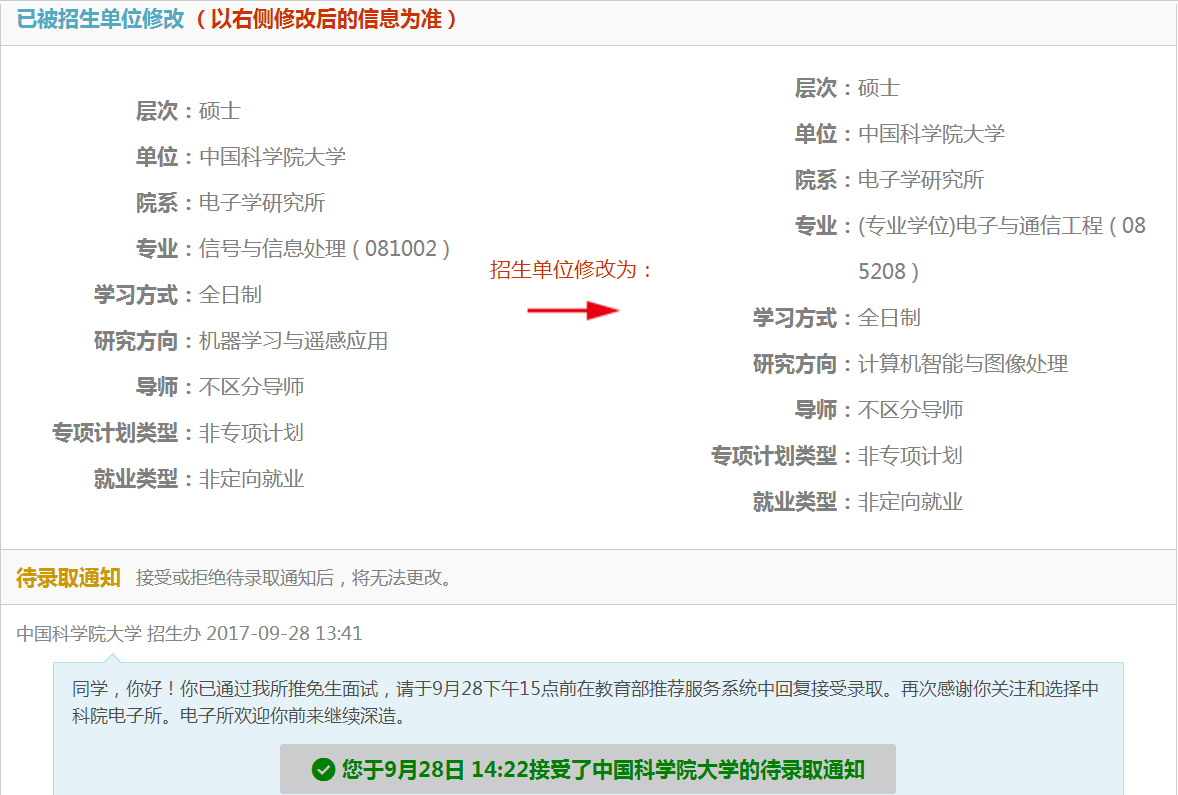 已被招生单位修改（以右侧修改后的信息为准）
层次：硕士
单位：中国科学院大学
院系：电子学研究所
专业：信号与信息处理 ( 081002 )
学习方式：全日制
研究方向：机器学习与遥感应用
导师：不区分导师
专项计划类型：非专项计划
就业类型：非定向就业
招生单位修改为：
层次：硕士
单位：中国科学院大学
院系：电子学研究所
专业：(专业学位)电子与通信工程 ( 08
5208 )
学习方式：全日制
研究方向：计算机智能与图像处理
导师：不区分导师
专项计划类型：非专项计划
就业类型：非定向就业
待录取通知 接受或拒绝待录取通知后，将无法更改。
中国科学院大学 招生办 2017-09-28 13:41
同学，你好！你已通过我所推免生面试，请于9月28下午15点前在教育部推荐服务系统中回复接受录取。再次感谢你关注和选择中
科院电子所。电子所欢迎你前来继续深造。
您于9月28日 14:22接受了中国科学院大学的待录取通知